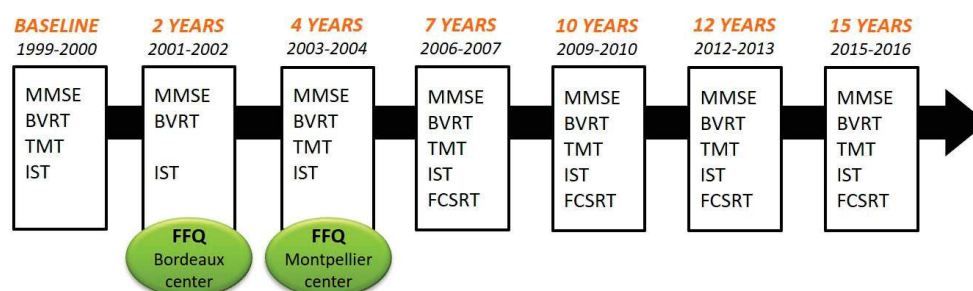 BASELINE
1999-2000
MMSE
BVRT
TMT
IST
2 YEARS
2001-2002
MMSE
BVRT
IST
FFQ
Bordeaux
center
4 YEARS
2003-2004
MMSE
BVRT
TMT
IST
FFQ
Montpellier
center
7 YEARS
2006-2007
MMSE
BVRT
TMT
IST
FCSRT
10 YEARS
2009-2010
MMSE
BVRT
TMT
IST
FCSRT
12 YEARS
2012-2013
MMSE
BVRT
TMT
IST
FCSRT
15 YEARS
2015-2016
MMSE
BVRT
TMT
IST
FCSRT